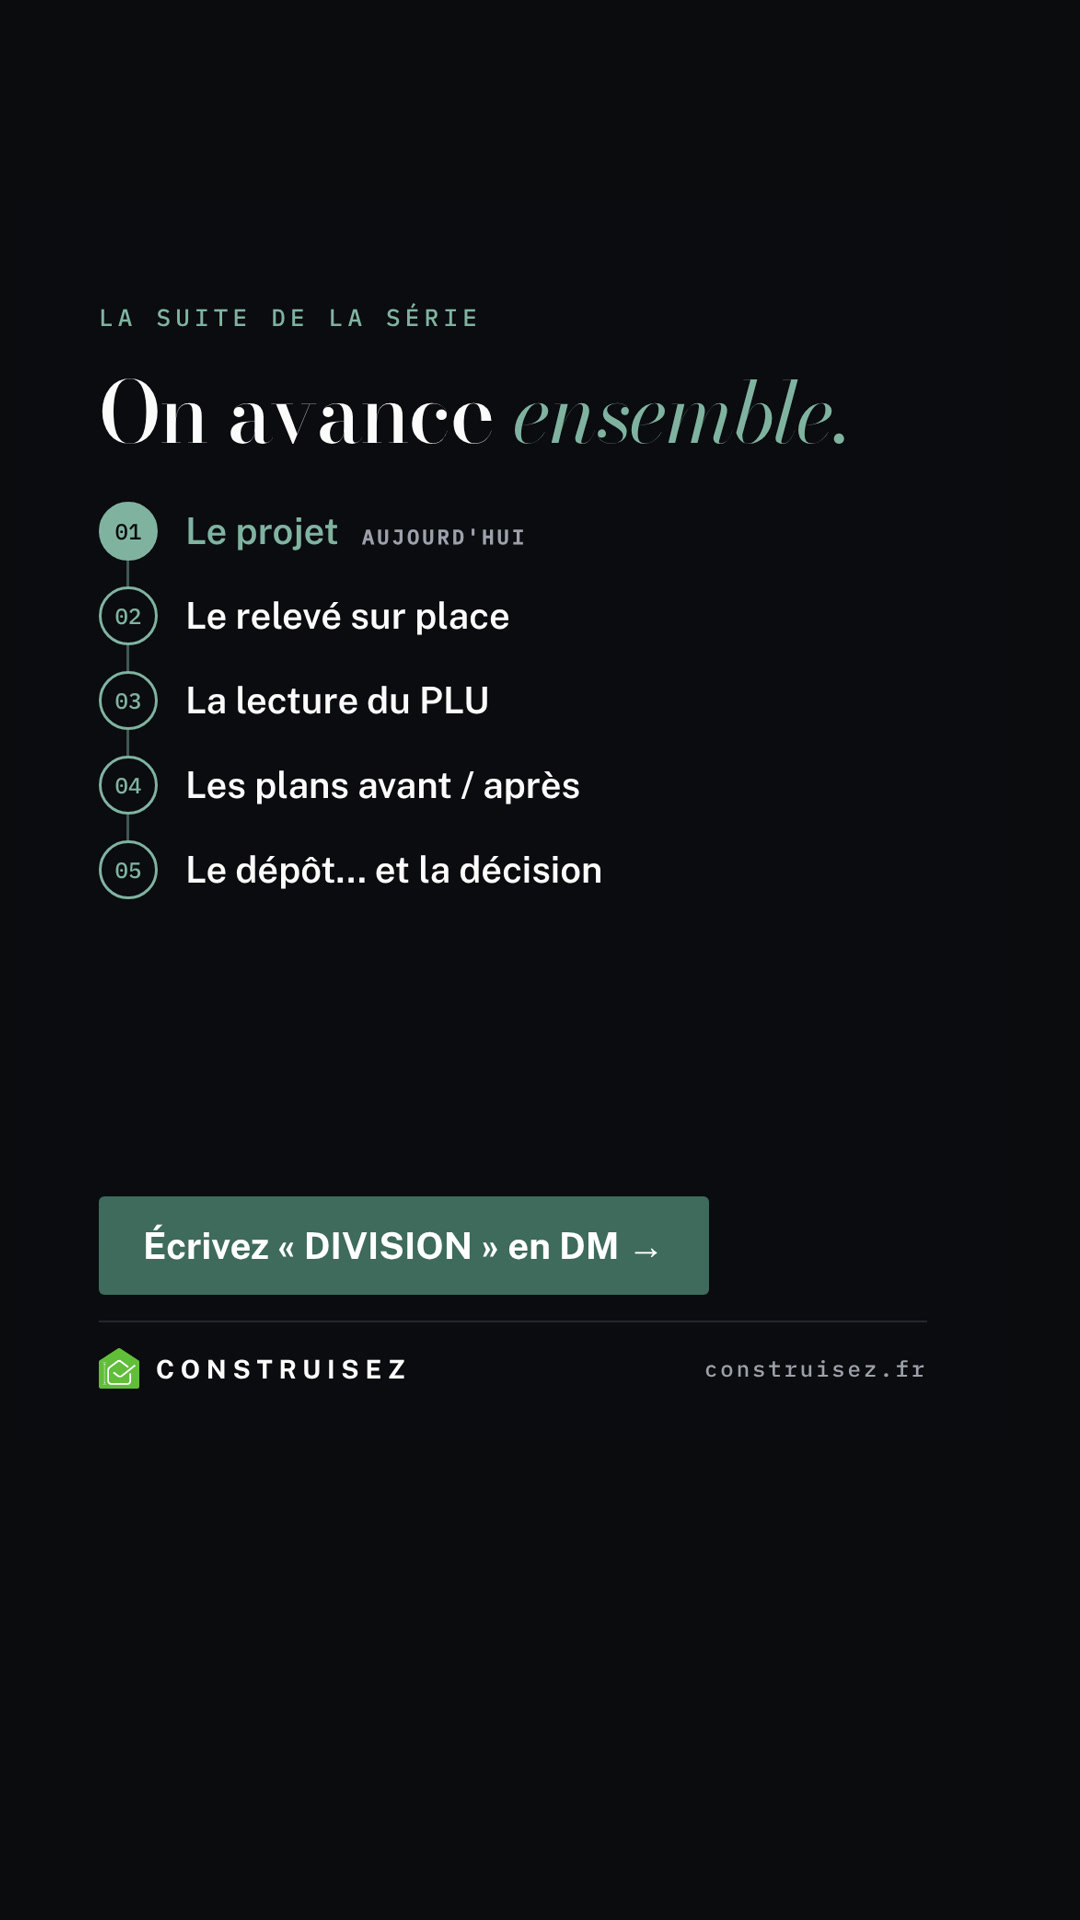 LA SUITE DE LA SÉRIE
On avance ensemble.
01 Le projet AUJOURD'HUI
02 Le relevé sur place
03 La lecture du PLU
04 Les plans avant / après
05 Le dépôt... et la décision
Écrivez « DIVISION » en DM →
CONSTRUISEZ construisez.fr